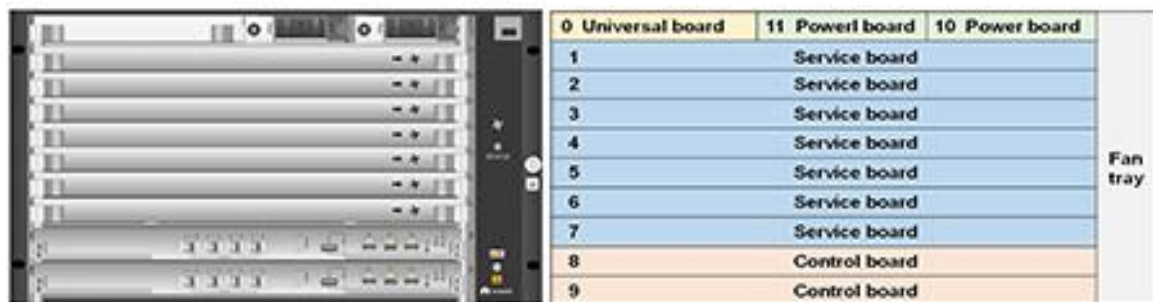 0 Universal board 11 Powerl board 10 Power board
1 Service board
2 Service board
3 Service board
4 Service board
5 Service board
6 Service board
7 Service board
8 Control board
9 Control board
Fan
tray